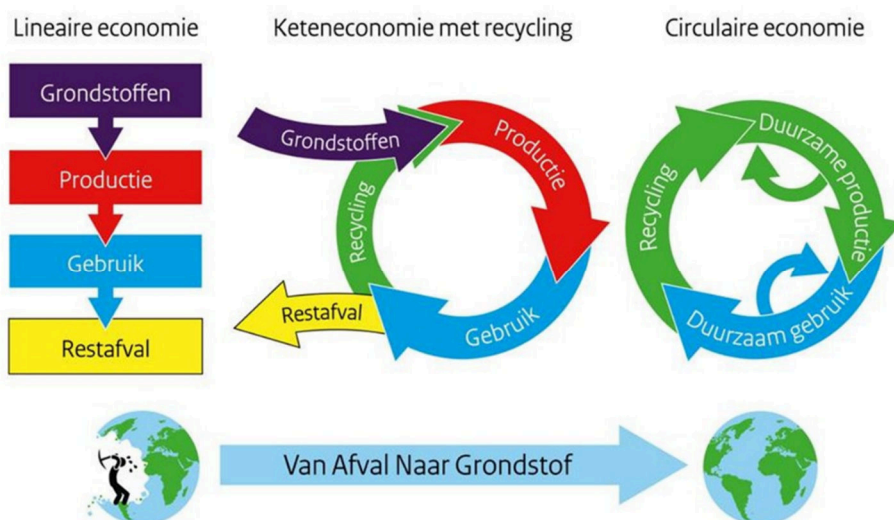 Lineaire economie
Grondstoffen
Productie
Gebruik
Restafval
Keteneconomie met recycling
Grondstoffen
Productie
Gebruik
Recycling
Restafval
Circulaire economie
Duurzame productie
Duurzaam gebruik
Recycling
Van Afval Naar Grondstof